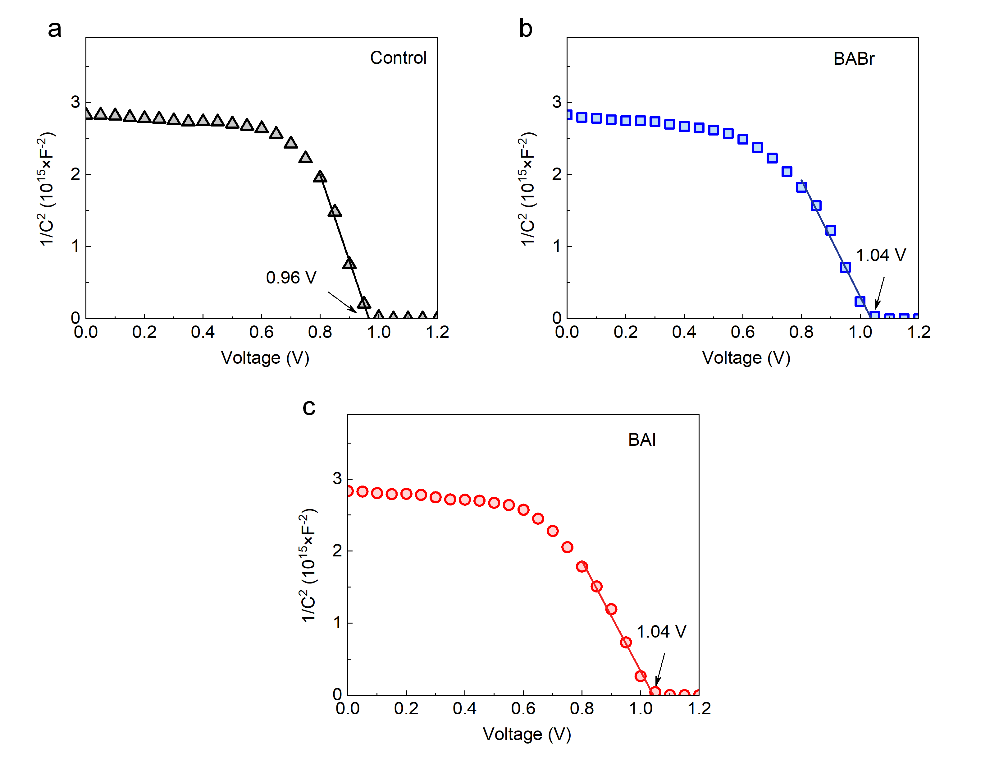 a
Control
3
2
1
0
1/C² (10¹⁵×F⁻²)
0.96 V
0.0 0.2 0.4 0.6 0.8 1.0 1.2
Voltage (V)
b
BABr
3
2
1
0
1/C² (10¹⁵×F⁻²)
1.04 V
0.0 0.2 0.4 0.6 0.8 1.0 1.2
Voltage (V)
c
BAI
3
2
1
0
1/C² (10¹⁵×F⁻²)
1.04 V
0.0 0.2 0.4 0.6 0.8 1.0 1.2
Voltage (V)